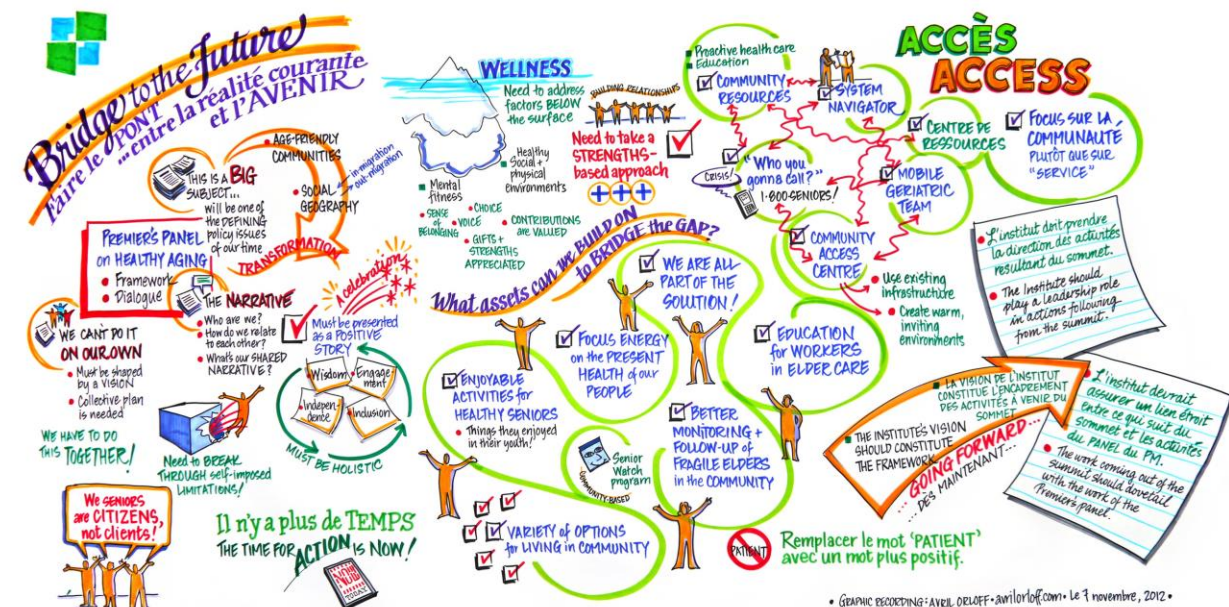 Bridge to the Future
Faire le PONT
...entre la réalité courante
et l'AVENIR
THIS IS A BIG
SUBJECT...
will be one of
the DEFINING
policy issues
of our time
• AGE-FRIENDLY
COMMUNITIES
• SOCIAL
GEOGRAPHY
in-migration
out-migration
TRANSFORMATION
PREMIER'S PANEL
on HEALTHY AGING
• Framework
• Dialogue
THE NARRATIVE
• Who are we?
• How do we relate
to each other?
• What's our SHARED
NARRATIVE?
WE CAN'T DO IT
ON OUR OWN
• Must be shaped
by a VISION
• Collective plan
is needed
WE HAVE TO DO
THIS TOGETHER!
Need to BREAK
THROUGH self-imposed
LIMITATIONS!
A celebration
Must be presented
as a POSITIVE
STORY
• Wisdom
• Engage-
ment
• Indepen-
dence
• Inclusion
MUST BE HOLISTIC
We SENIORS
are CITIZENS,
not clients!
Il n'y a plus de TEMPS
THE TIME FOR ACTION IS NOW!
NOW
NOW
TODAY
WELLNESS
Need to address
factors BELOW
the surface
Mental
fitness
Healthy
Social +
physical
environments
• SENSE
of
BELONGING
• VOICE
• CHOICE
• GIFTS +
STRENGTHS
APPRECIATED
• CONTRIBUTIONS
are VALUED
BUILDING RELATIONSHIPS
Need to take a
STRENGTHS-
based approach
What assets can we BUILD ON
to BRIDGE the GAP?
WE ARE ALL
PART OF THE
SOLUTION!
FOCUS ENERGY
on the PRESENT
HEALTH of our
PEOPLE
ENJOYABLE
ACTIVITIES for
HEALTHY SENIORS
• Things they enjoyed
in their youth!
EDUCATION
for WORKERS
in ELDER CARE
BETTER
MONITORING +
FOLLOW-UP of
FRAGILE ELDERS
in the COMMUNITY
Senior
Watch
program
COMMUNITY-BASED
VARIETY of OPTIONS
for LIVING in COMMUNITY
PATIENT
Remplacer le mot 'PATIENT'
avec un mot plus positif.
ACCÈS
ACCESS
Proactive health care
Education
COMMUNITY
RESOURCES
SYSTEM
NAVIGATOR
CENTRE DE
RESSOURCES
FOCUS SUR LA
COMMUNAUTÉ
PLUTÔT QUE SUR
"SERVICE"
CRISIS!
"Who you
gonna call?"
1-800-SENIORS!
MOBILE
GERIATRIC
TEAM
COMMUNITY
ACCESS
CENTRE
• Use existing
infrastructure
• Create warm,
inviting
environments
• L'institut doit prendre
la direction des activités
resultant du sommet.
• The Institute should
play a leadership role
in actions following
from the summit.
LA VISION DE L'INSTITUT
CONSTITUE L'ENCADREMENT
DES ACTIVITÉS À VENIR DU
SOMMET
THE INSTITUTE'S VISION
SHOULD CONSTITUTE
THE FRAMEWORK
GOING FORWARD...
...DÈS MAINTENANT...
• L'institut devrait
assurer un lien étroit
entre ce qui suit du
sommet et les activités
du PANEL du PM.
• The work coming out of the
summit should dovetail
with the work of the
Premier's panel.
• GRAPHIC RECORDING: AVRIL ORLOFF • avrilorloff.com • Le 7 novembre, 2012 •